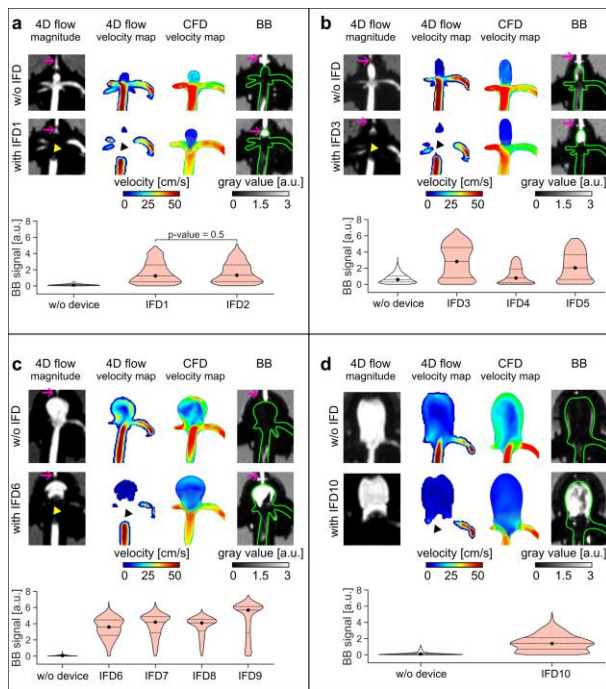 a
4D flow magnitude
4D flow velocity map
CFD velocity map
BB
w/o IFD
with IFD1
velocity [cm/s]
0 25 50
gray value [a.u.]
0 1.5 3
BB signal [a.u.]
8
6
4
2
0
p-value = 0.5
w/o device IFD1 IFD2
b
4D flow magnitude
4D flow velocity map
CFD velocity map
BB
w/o IFD
with IFD3
velocity [cm/s]
0 25 50
gray value [a.u.]
0 1.5 3
BB signal [a.u.]
8
6
4
2
0
w/o device IFD3 IFD4 IFD5
c
4D flow magnitude
4D flow velocity map
CFD velocity map
BB
w/o IFD
with IFD6
velocity [cm/s]
0 25 50
gray value [a.u.]
0 1.5 3
BB signal [a.u.]
8
6
4
2
0
w/o device IFD6 IFD7 IFD8 IFD9
d
4D flow magnitude
4D flow velocity map
CFD velocity map
BB
w/o IFD
with IFD10
velocity [cm/s]
0 25 50
gray value [a.u.]
0 1.5 3
BB signal [a.u.]
8
6
4
2
0
w/o device IFD10